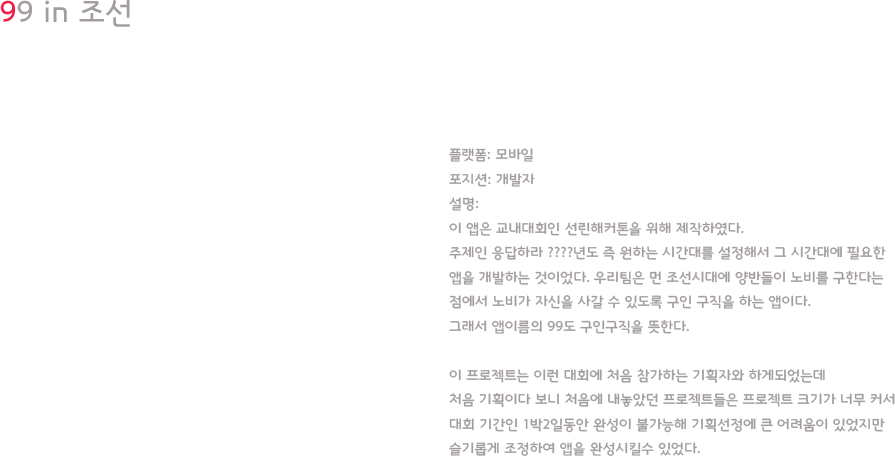 99 in 조선
플랫폼: 모바일
포지션: 개발자
설명:
이 앱은 교내대회인 선린해커톤을 위해 제작하였다.
주제인 응답하라 ????년도 즉 원하는 시간대를 설정해서 그 시간대에 필요한
앱을 개발하는 것이었다. 우리팀은 먼 조선시대에 양반들이 노비를 구한다는
점에서 노비가 자신을 사갈 수 있도록 구인 구직을 하는 앱이다.
그래서 앱이름의 99도 구인구직을 뜻한다.
이 프로젝트는 이런 대회에 처음 참가하는 기획자와 하게되었는데
처음 기획이다 보니 처음에 내놓았던 프로젝트들은 프로젝트 크기가 너무 커서
대회 기간인 1박2일동안 완성이 불가능해 기획선정에 큰 어려움이 있었지만
슬기롭게 조정하여 앱을 완성시킬수 있었다.